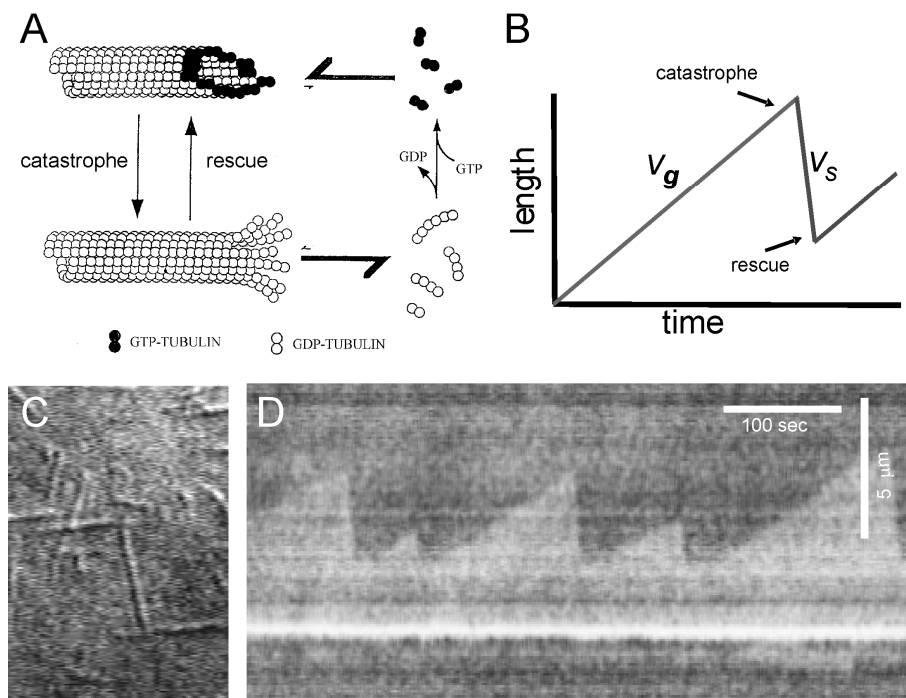 A
catastrophe
rescue
GDP
GTP
GTP-TUBULIN
GDP-TUBULIN
B
catastrophe
Vg
Vs
rescue
length
time
C
D
100 sec
5 μm